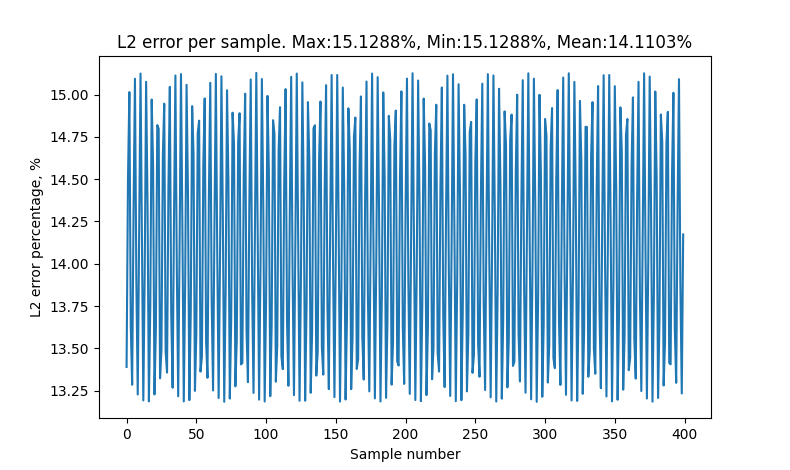 L2 error per sample. Max:15.1288%, Min:15.1288%, Mean:14.1103%
L2 error percentage, %
15.00
14.75
14.50
14.25
14.00
13.75
13.50
13.25
0 50 100 150 200 250 300 350 400
Sample number